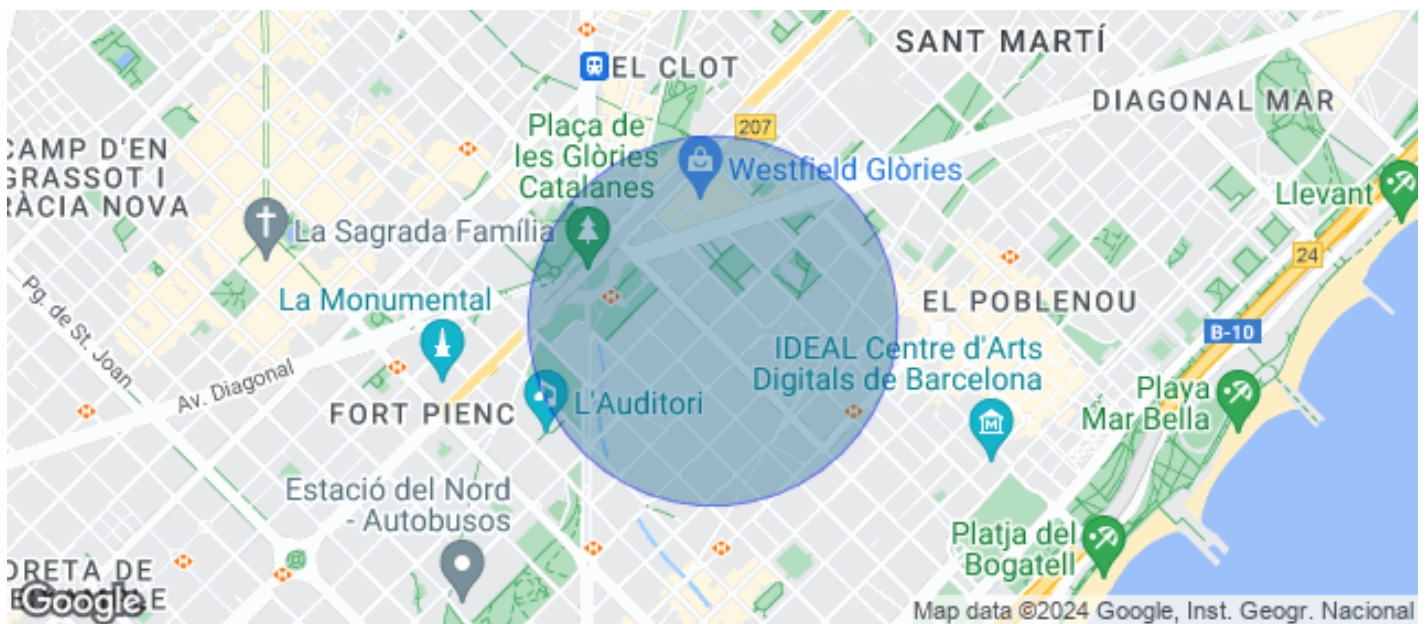 SANT MARTÍ
EL CLOT
DIAGONAL MAR
207
Plaça de
les Glòries
Catalanes
CAMP D'EN
GRASSOT I
RÀCIA NOVA
Westfield Glòries
Llevant
La Sagrada Família
24
La Monumental
EL POBLENOU
Pg. de St. Joan
B-10
IDEAL Centre d'Arts
Digitals de Barcelona
Av. Diagonal
Playa
Mar Bella
L'Auditori
FORT PIENC
Estació del Nord
- Autobusos
Platja del
Bogatell
DRETA DE
Google
Map data ©2024 Google, Inst. Geogr. Nacional